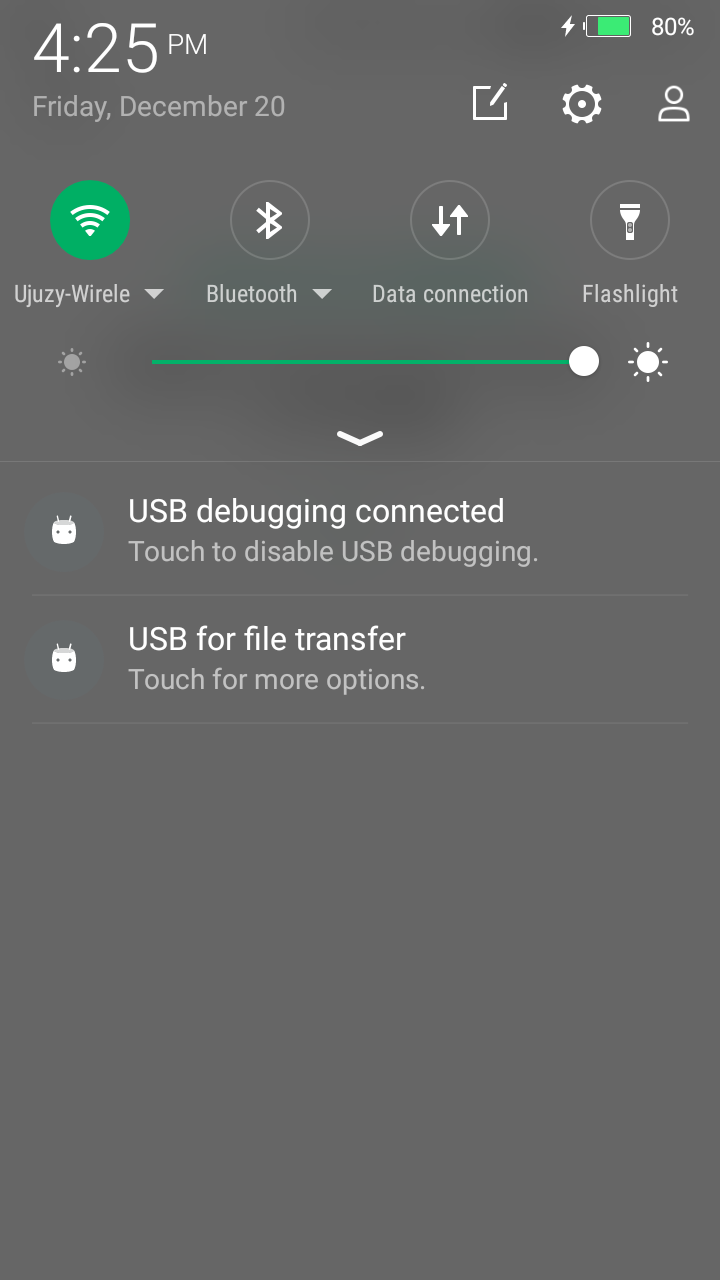 4:25 PM
80%
Friday, December 20
Ujuzy-Wirele
Bluetooth
Data connection
Flashlight
USB debugging connected
Touch to disable USB debugging.
USB for file transfer
Touch for more options.